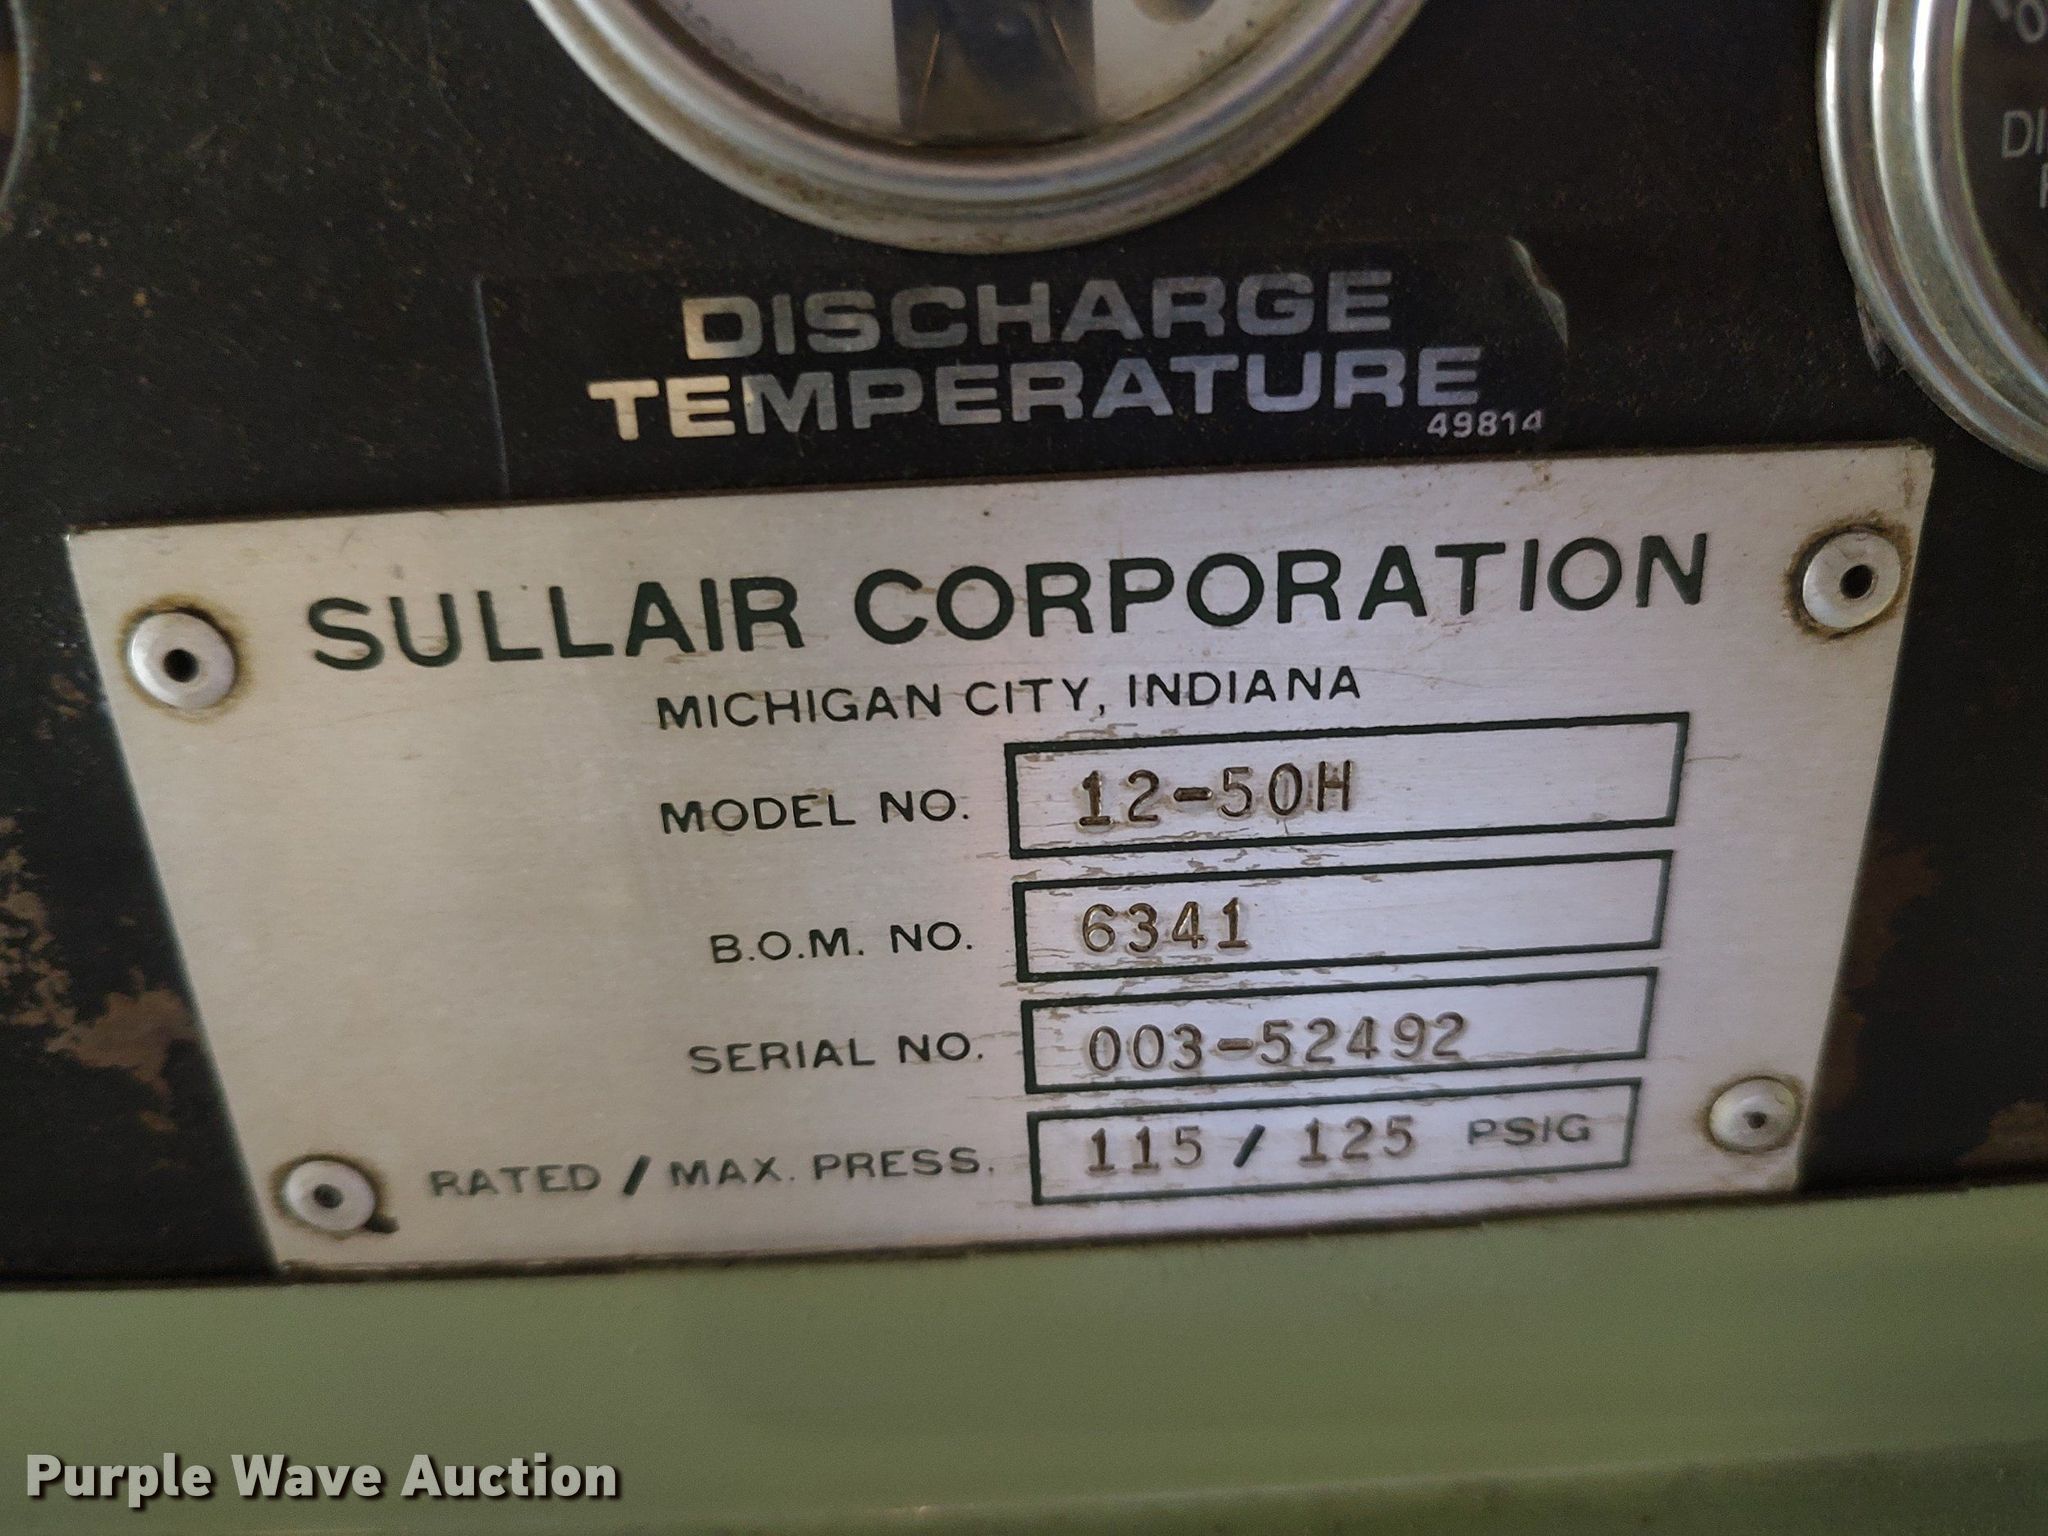 DISCHARGE
TEMPERATURE
49814
SULLAIR CORPORATION
MICHIGAN CITY, INDIANA
MODEL NO. 12-50H
B.O.M. NO. 6341
SERIAL NO. 003-52492
RATED / MAX. PRESS. 115 / 125 PSIG
Purple Wave Auction